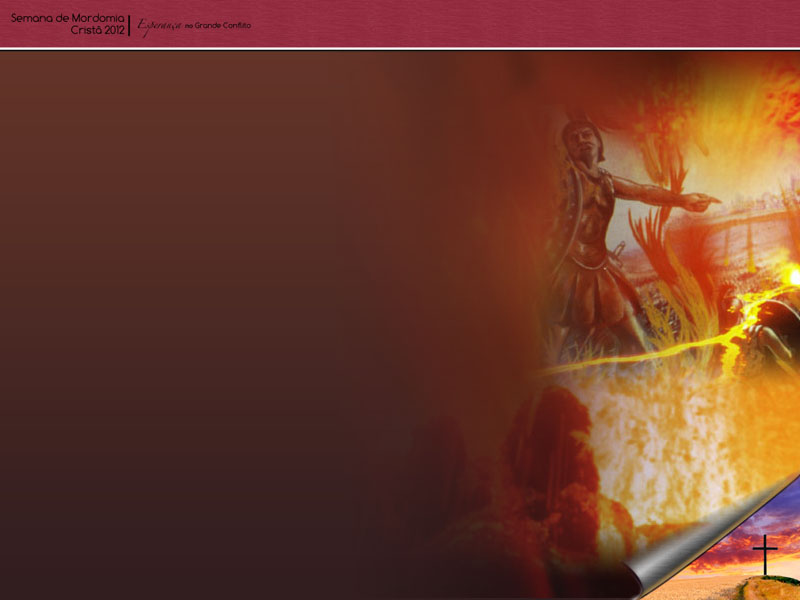 Semana de Mordomia
Cristã 2012
Esperança no Grande Conflito